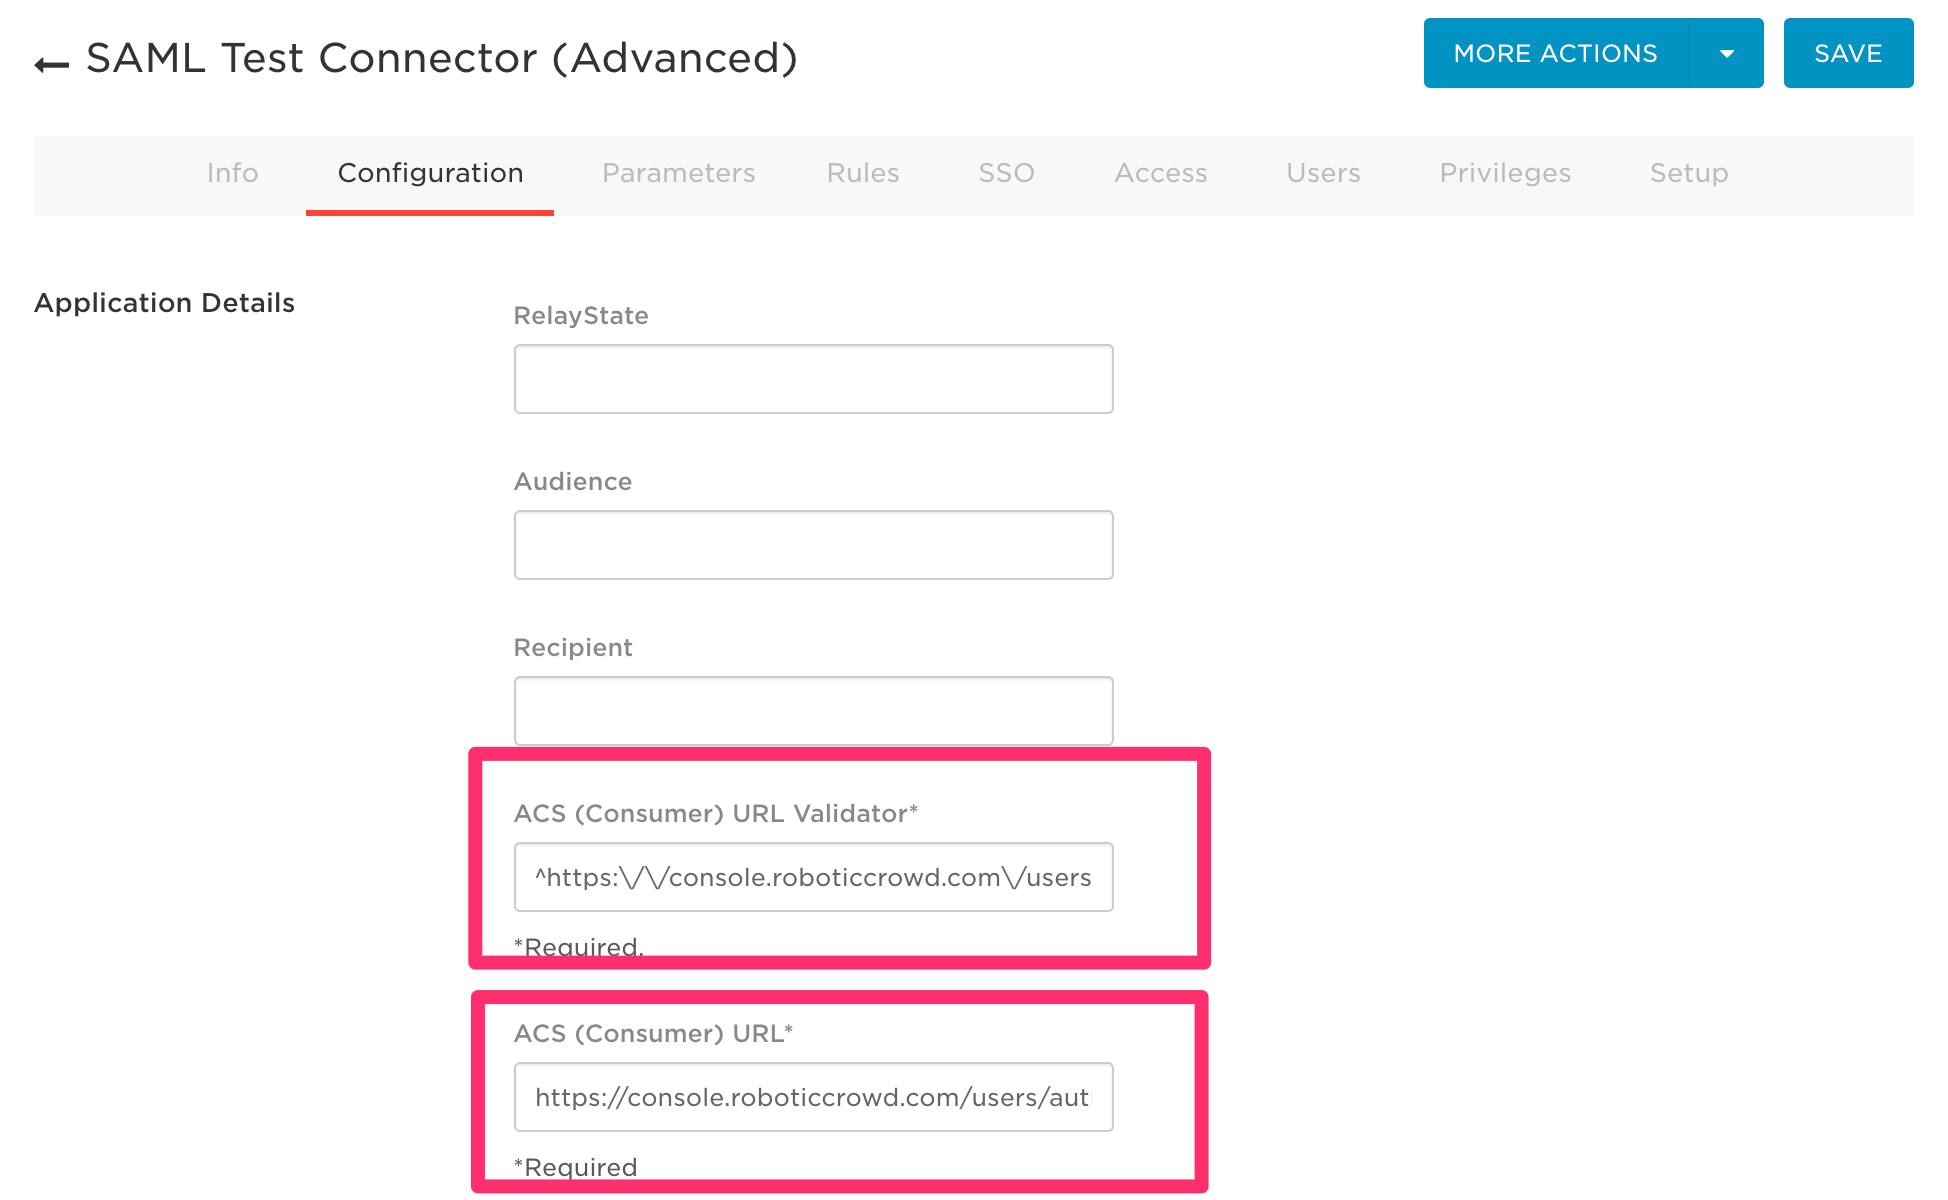 SAML Test Connector (Advanced)
MORE ACTIONS
SAVE
Info
Configuration
Parameters
Rules
SSO
Access
Users
Privileges
Setup
Application Details
RelayState
Audience
Recipient
ACS (Consumer) URL Validator*
^https:\/\/console.roboticcrowd.com\/users
*Required.
ACS (Consumer) URL*
https://console.roboticcrowd.com/users/aut
*Required